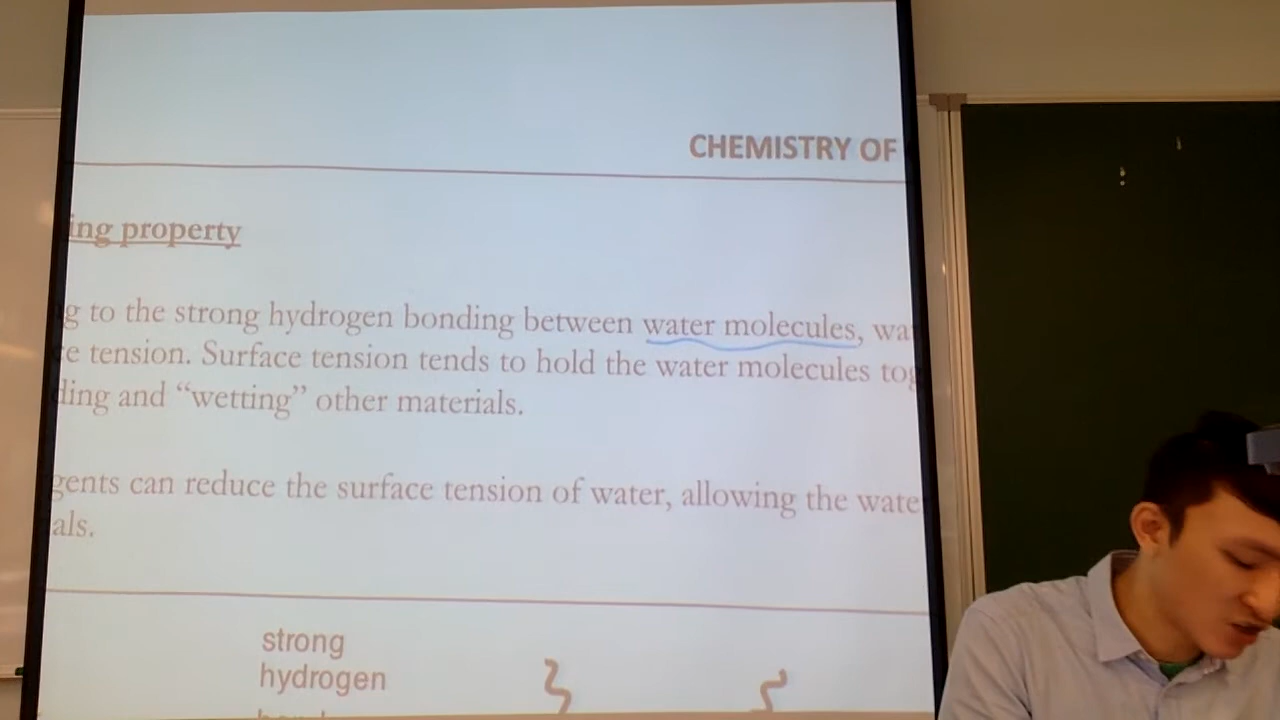 CHEMISTRY OF
ing property
g to the strong hydrogen bonding between water molecules, wa
e tension. Surface tension tends to hold the water molecules tog
ding and “wetting” other materials.
gents can reduce the surface tension of water, allowing the wate
als.
strong
hydrogen